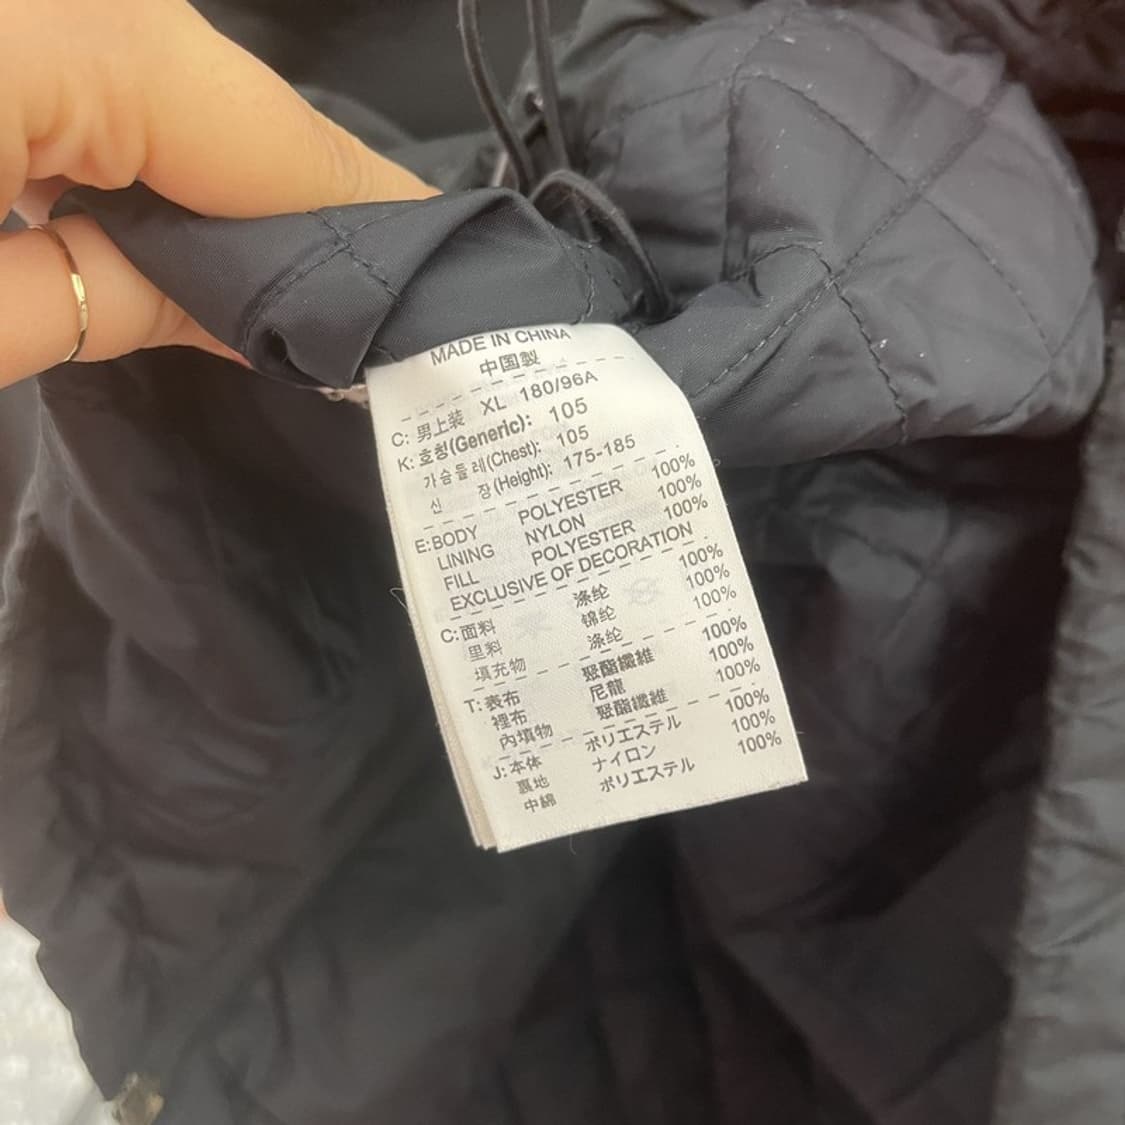 MADE IN CHINA
中国製
C: 男上装 XL 180/96A
K: 호칭(Generic): 105
가슴둘레(Chest): 105
신 장(Height): 175-185
E: BODY POLYESTER 100%
LINING NYLON 100%
FILL POLYESTER 100%
EXCLUSIVE OF DECORATION
C: 面料 涤纶 100%
里料 锦纶 100%
填充物 涤纶 100%
T: 表布 聚酯纖維 100%
裡布 尼龍 100%
內填物 聚酯纖維 100%
J: 本体 ポリエステル 100%
裏地 ナイロン 100%
中綿 ポリエステル 100%